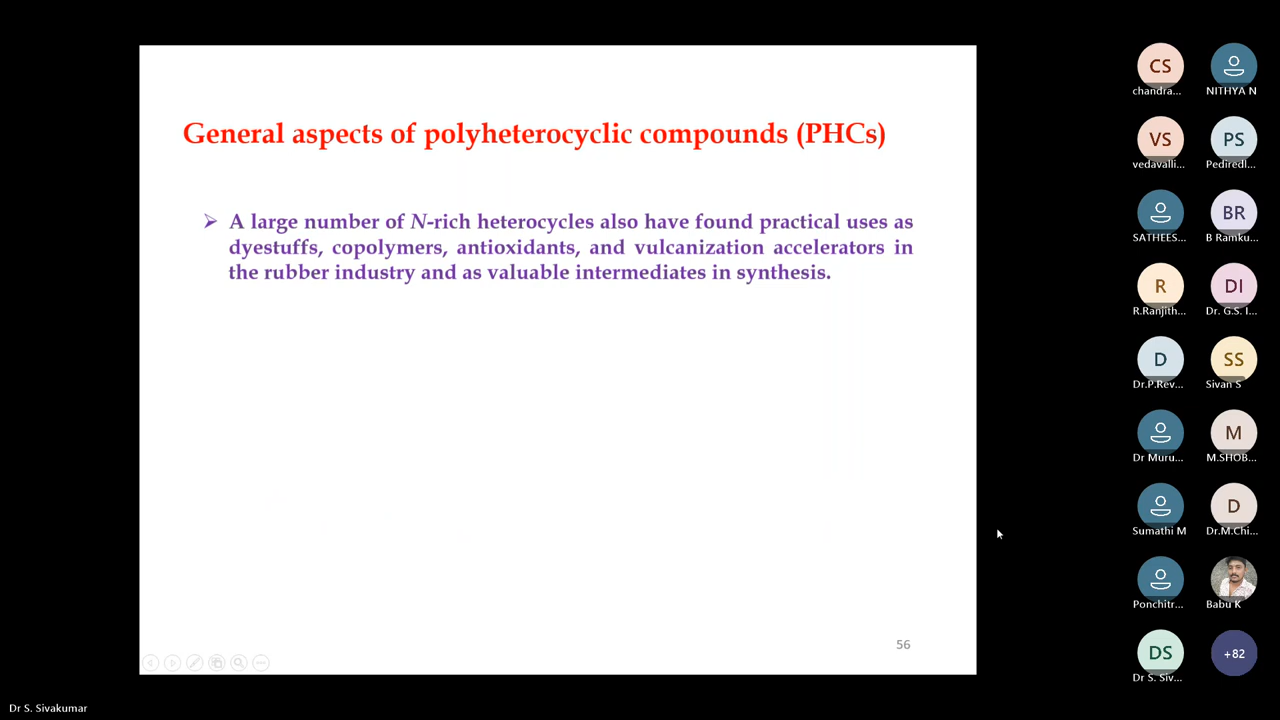 General aspects of polyheterocyclic compounds (PHCs)
➢ A large number of N-rich heterocycles also have found practical uses as
dyestuffs, copolymers, antioxidants, and vulcanization accelerators in
the rubber industry and as valuable intermediates in synthesis.
56
CS
chandra...
NITHYA N
VS
vedavalli...
PS
Pediredl...
SATHEES...
BR
B Ramku...
R
R.Ranjith...
DI
Dr. G.S. I...
D
Dr.P.Rev...
SS
Sivan S
Dr Muru...
M
M.SHOB...
Sumathi M
D
Dr.M.Chi...
Ponchitr...
Babu K
DS
Dr S. Siv...
+82
Dr S. Sivakumar